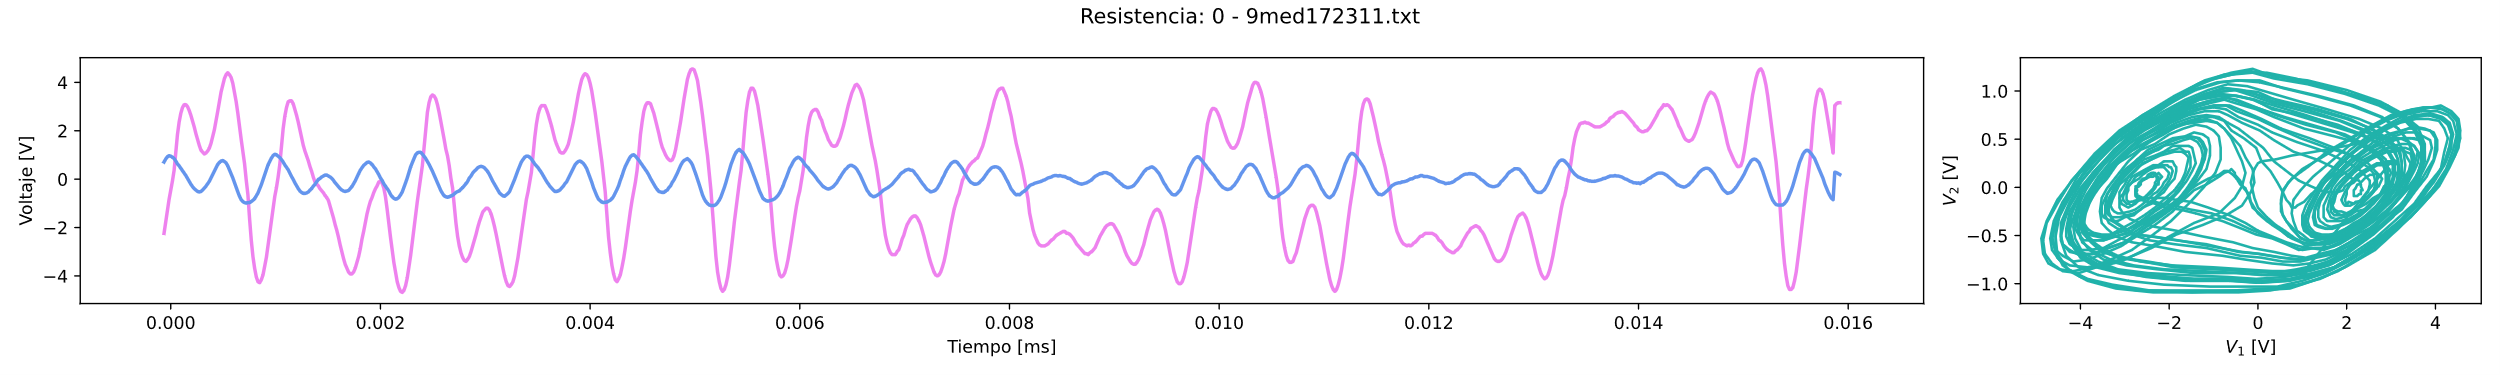 Resistencia: 0 - 9med172311.txt
Voltaje [V]
4
2
0
−2
−4
0.000 0.002 0.004 0.006 0.008 0.010 0.012 0.014 0.016
Tiempo [ms]
V2 [V]
1.0
0.5
0.0
−0.5
−1.0
−4 −2 0 2 4
V1 [V]